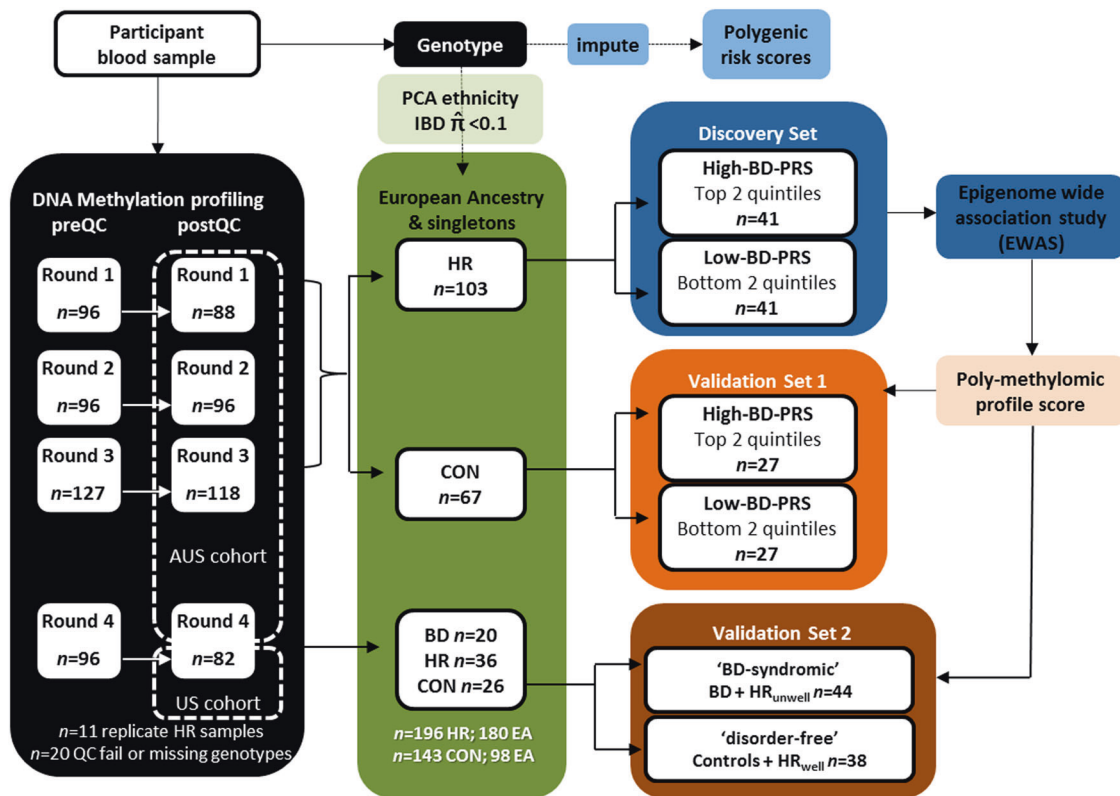 Participant
blood sample
Genotype
impute
Polygenic
risk scores
PCA ethnicity
IBD π̂ <0.1
DNA Methylation profiling
preQC postQC
Round 1
n=96
Round 1
n=88
Round 2
n=96
Round 2
n=96
Round 3
n=127
Round 3
n=118
AUS cohort
Round 4
n=96
Round 4
n=82
US cohort
n=11 replicate HR samples
n=20 QC fail or missing genotypes
European Ancestry
& singletons
HR
n=103
CON
n=67
BD n=20
HR n=36
CON n=26
n=196 HR; 180 EA
n=143 CON; 98 EA
Discovery Set
High-BD-PRS
Top 2 quintiles
n=41
Low-BD-PRS
Bottom 2 quintiles
n=41
Epigenome wide
association study
(EWAS)
Poly-methylomic
profile score
Validation Set 1
High-BD-PRS
Top 2 quintiles
n=27
Low-BD-PRS
Bottom 2 quintiles
n=27
Validation Set 2
‘BD-syndromic’
BD + HRunwell n=44
‘disorder-free’
Controls + HRwell n=38